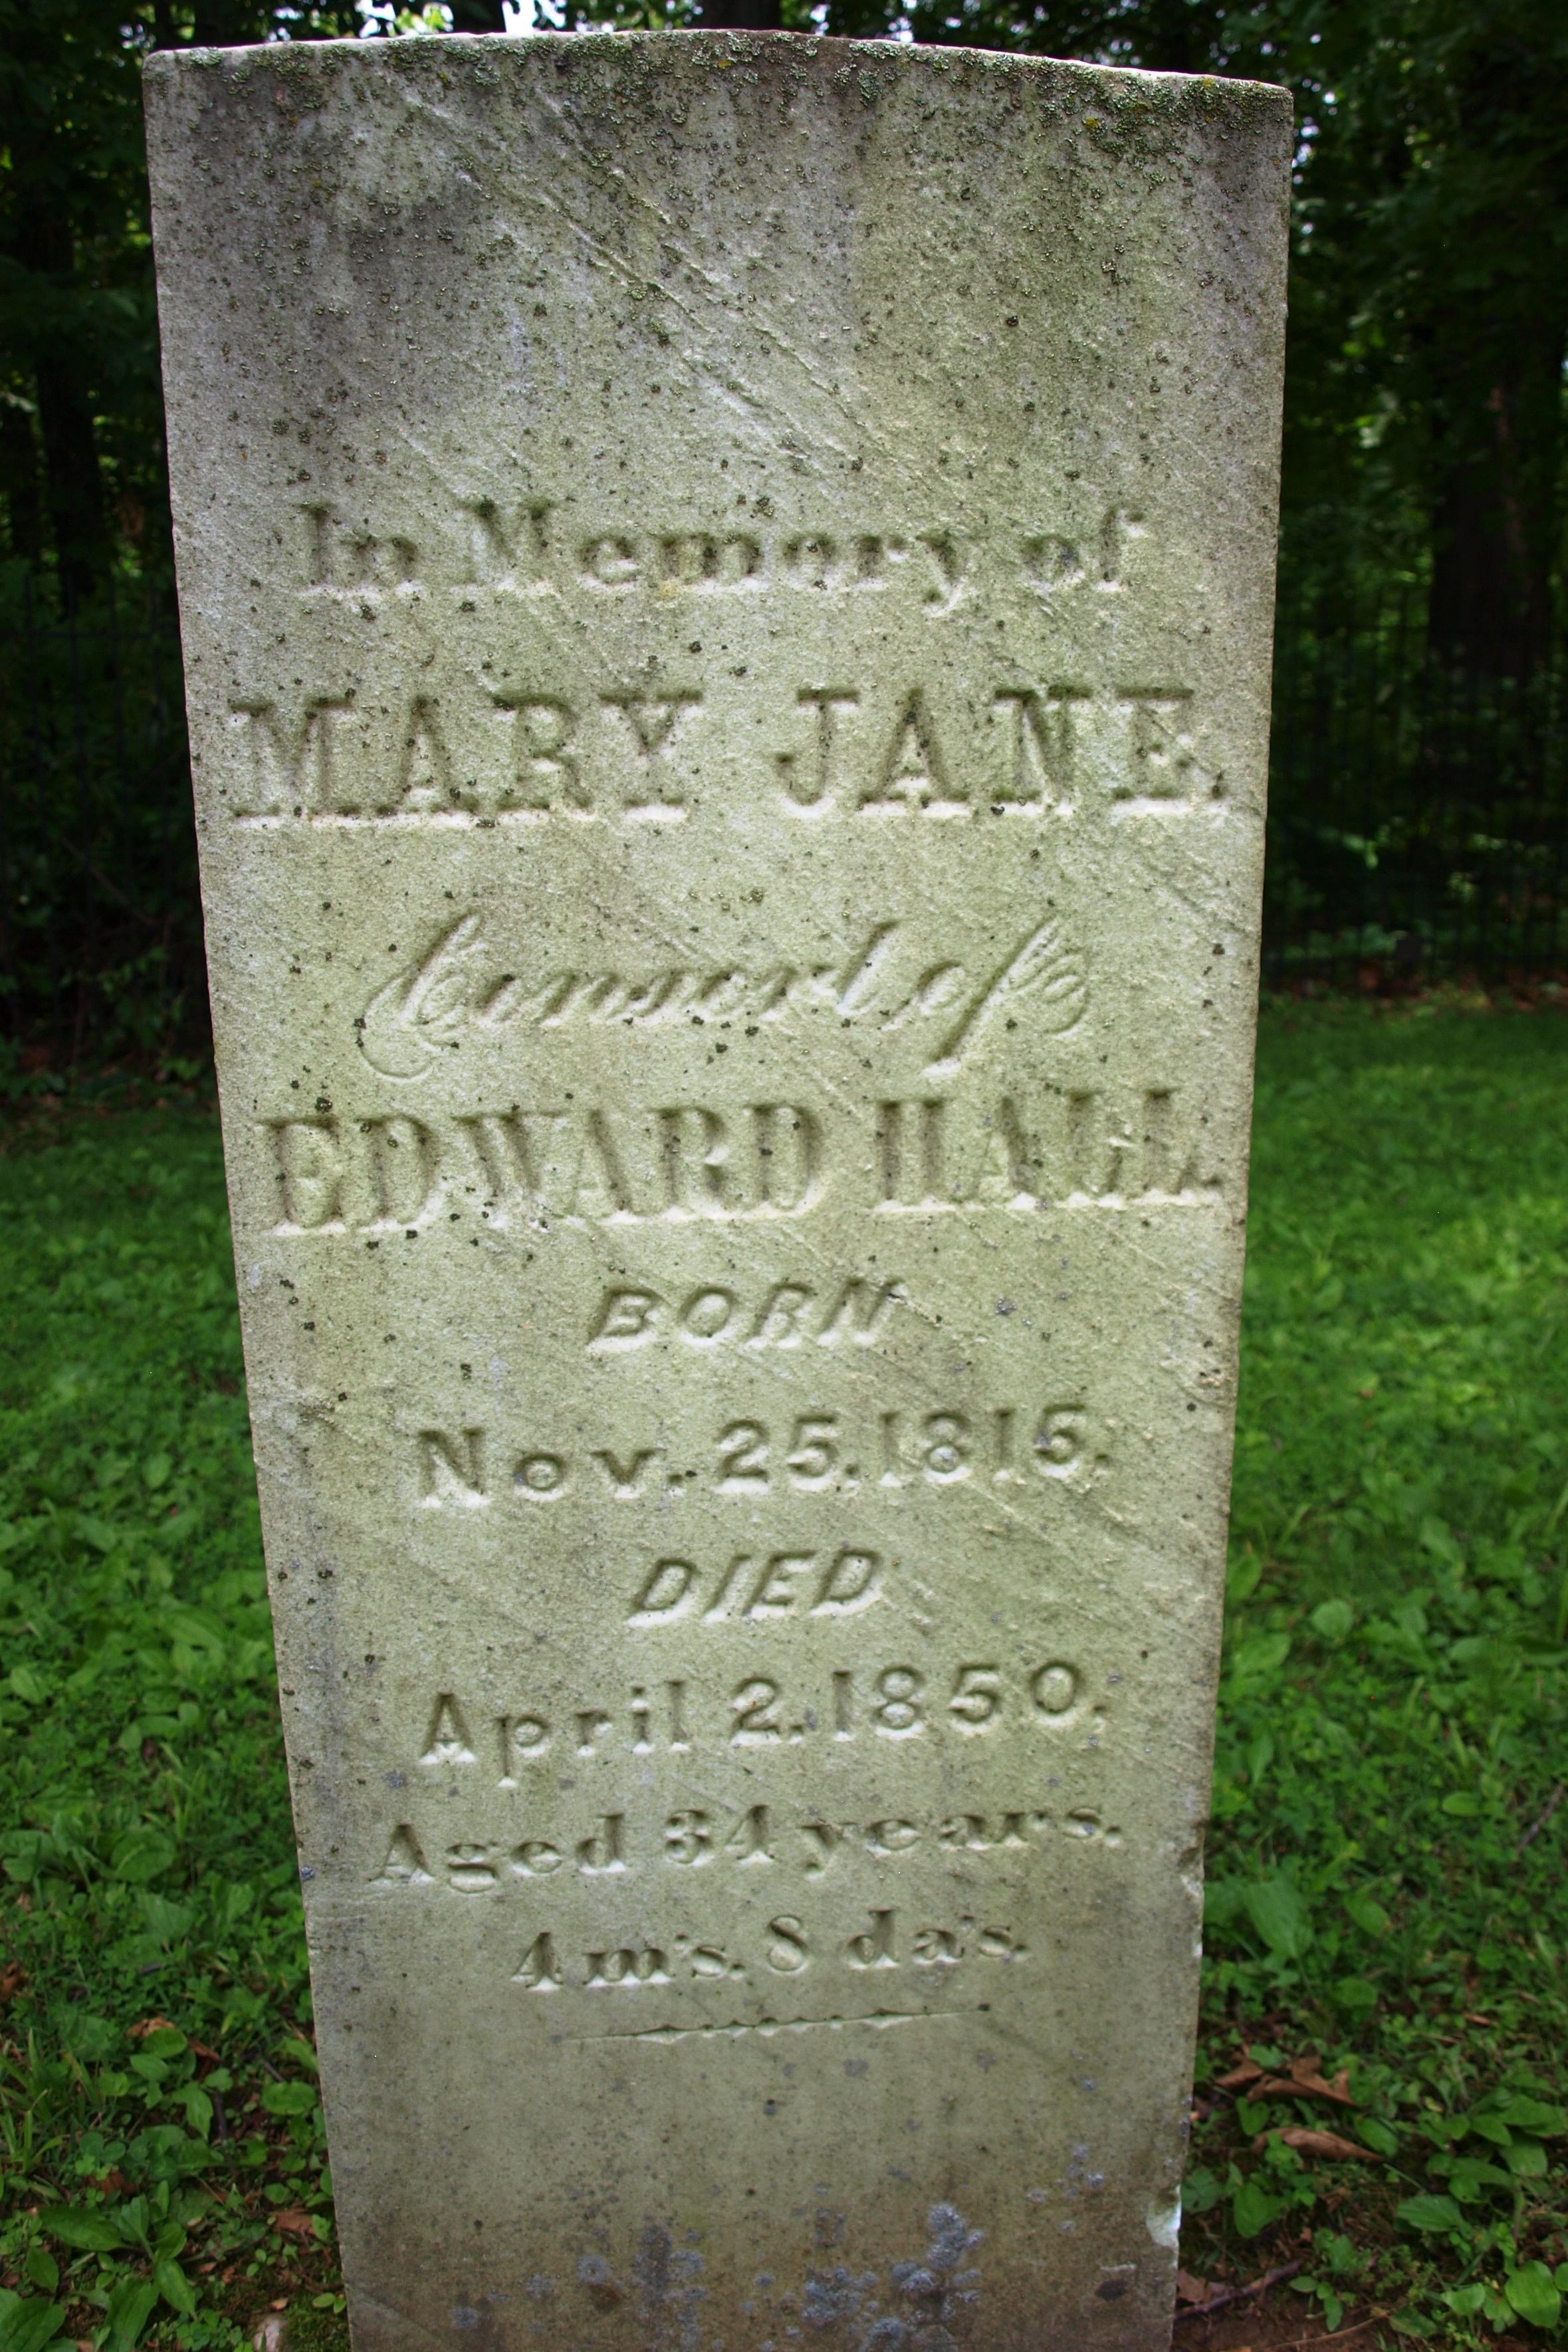 In Memory of
MARY JANE,
Consort of
EDWARD HALL,
BORN
Nov. 25, 1815.
DIED
April 2, 1850.
Aged 34 years.
4 m's. 8 da's.